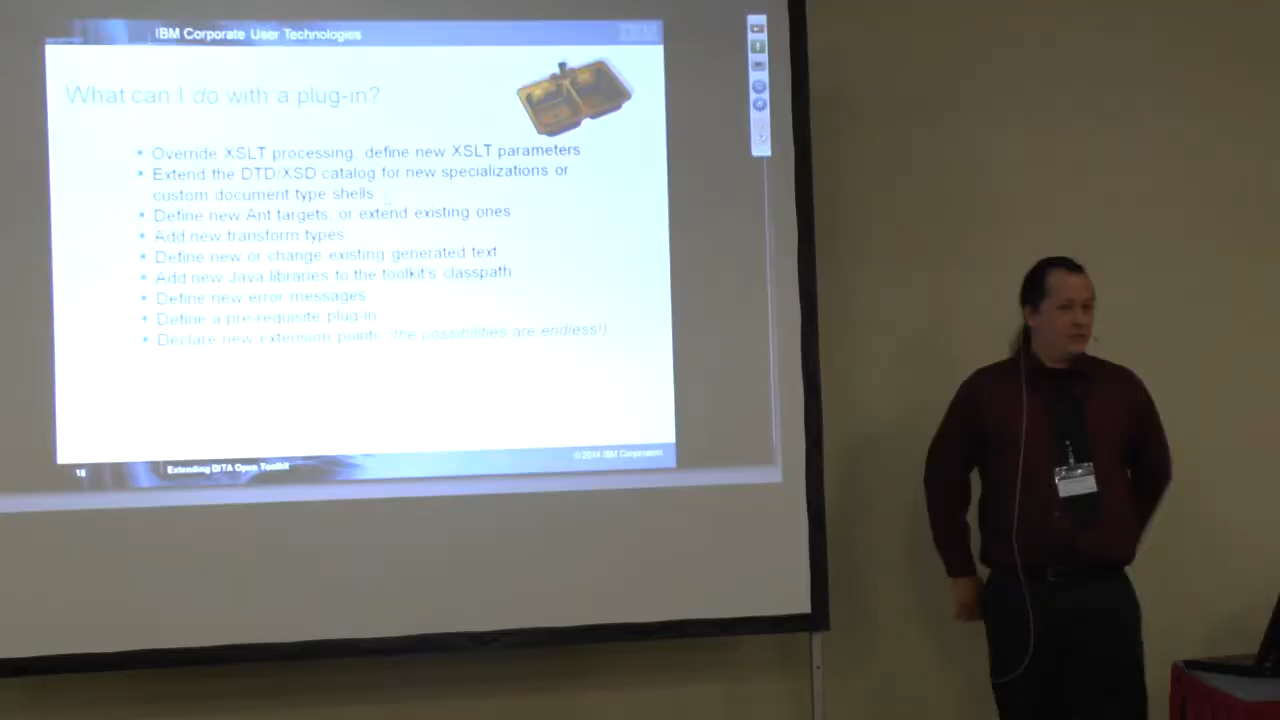 IBM Corporate User Technologies
IBM
What can I do with a plug-in?
Override XSLT processing, define new XSLT parameters
Extend the DTD/XSD catalog for new specializations or
custom document type shells
Define new Ant targets, or extend existing ones
Add new transform types
Define new or change existing generated text
Add new Java libraries to the toolkit's classpath
Define new error messages
Define a pre-requisite plug-in
Declare new extension points (the possibilities are endless!)
Extending DITA Open Toolkit
© 2014 IBM Corporation